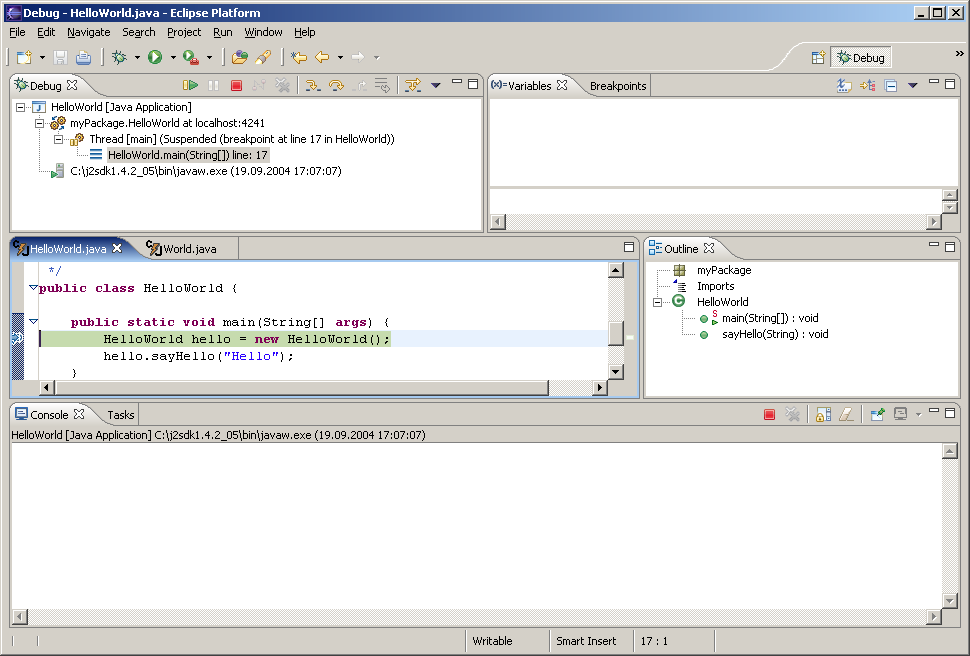 Debug - HelloWorld.java - Eclipse Platform
File Edit Navigate Search Project Run Window Help
Debug
»
Debug
HelloWorld [Java Application]
myPackage.HelloWorld at localhost:4241
Thread [main] (Suspended (breakpoint at line 17 in HelloWorld))
HelloWorld.main(String[]) line: 17
C:\j2sdk1.4.2_05\bin\javaw.exe (19.09.2004 17:07:07)
(x)= Variables Breakpoints
HelloWorld.java World.java
*/
public class HelloWorld {
public static void main(String[] args) {
HelloWorld hello = new HelloWorld();
hello.sayHello("Hello");
}
Outline
myPackage
Imports
HelloWorld
main(String[]) : void
sayHello(String) : void
Console Tasks
HelloWorld [Java Application] C:\j2sdk1.4.2_05\bin\javaw.exe (19.09.2004 17:07:07)
Writable Smart Insert 17 : 1